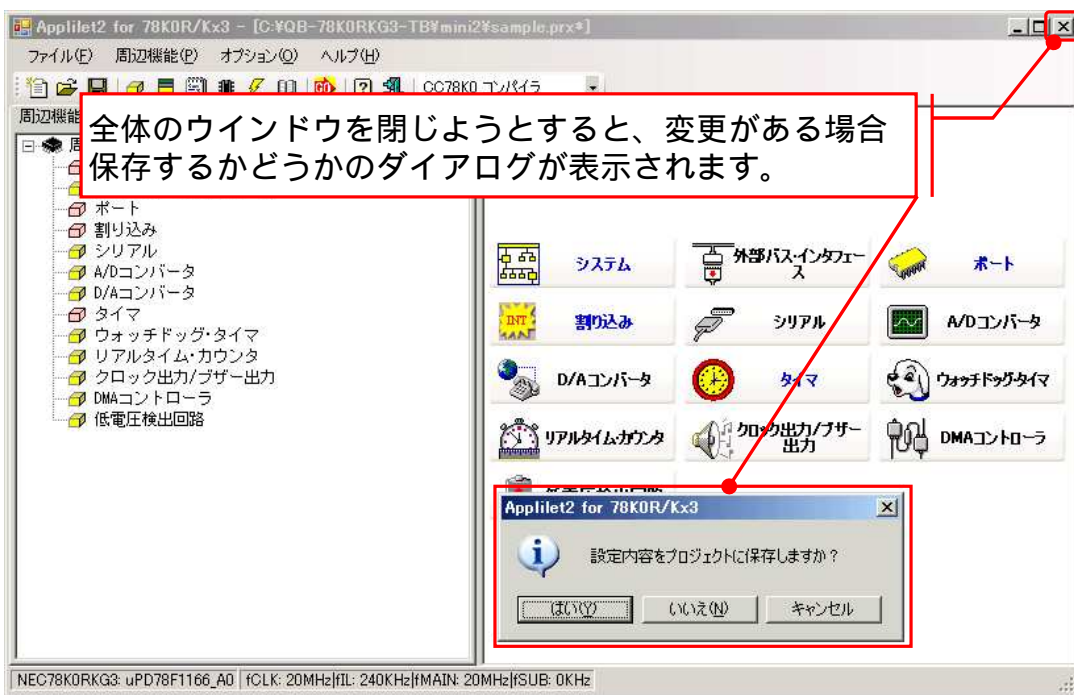 Applilet2 for 78K0R/Kx3 - [C:¥QB-78K0RKG3-TB¥mini2¥sample.prx*]
ファイル(F) 周辺機能(P) オプション(O) ヘルプ(H)
CC78K0 コンパイラ
周辺機能
全体のウインドウを閉じようとすると、変更がある場合
保存するかどうかのダイアログが表示されます。
周
ポート
割り込み
シリアル
A/Dコンバータ
D/Aコンバータ
タイマ
ウォッチドッグ・タイマ
リアルタイム・カウンタ
クロック出力/ブザー出力
DMAコントローラ
低電圧検出回路
システム
外部バス・インタフェー
ス
ポート
INT
割り込み
シリアル
A/Dコンバータ
D/Aコンバータ
タイマ
ウォッチドッグ・タイマ
リアルタイム・カウンタ
クロック出力/ブザー
出力
DMAコントローラ
低電圧検出回路
Applilet2 for 78K0R/Kx3
設定内容をプロジェクトに保存しますか?
はい(Y) いいえ(N) キャンセル
NEC78K0RKG3: uPD78F1166_A0 fCLK: 20MHz|fIL: 240KHz|fMAIN: 20MHz|fSUB: 0KHz